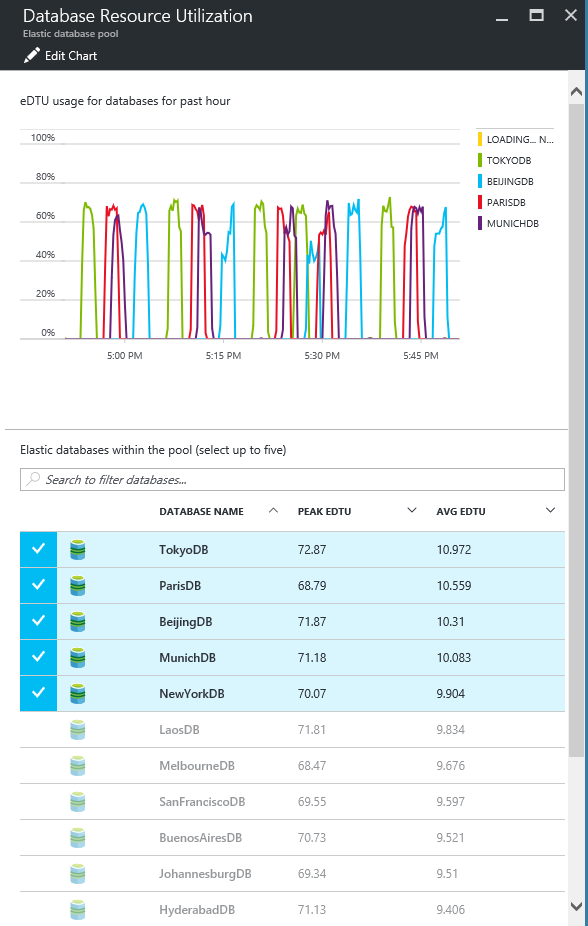 Database Resource Utilization
Elastic database pool
Edit Chart
eDTU usage for databases for past hour
100%
80%
60%
40%
20%
0%
5:00 PM 5:15 PM 5:30 PM 5:45 PM
LOADING... N...
TOKYODB
BEIJINGDB
PARISDB
MUNICHDB
Elastic databases within the pool (select up to five)
Search to filter databases...
DATABASE NAME PEAK EDTU AVG EDTU
TokyoDB 72.87 10.972
ParisDB 68.79 10.559
BeijingDB 71.87 10.31
MunichDB 71.18 10.083
NewYorkDB 70.07 9.904
LaosDB 71.81 9.834
MelbourneDB 68.47 9.676
SanFranciscoDB 69.55 9.597
BuenosAiresDB 70.73 9.521
JohannesburgDB 69.34 9.51
HyderabadDB 71.13 9.406